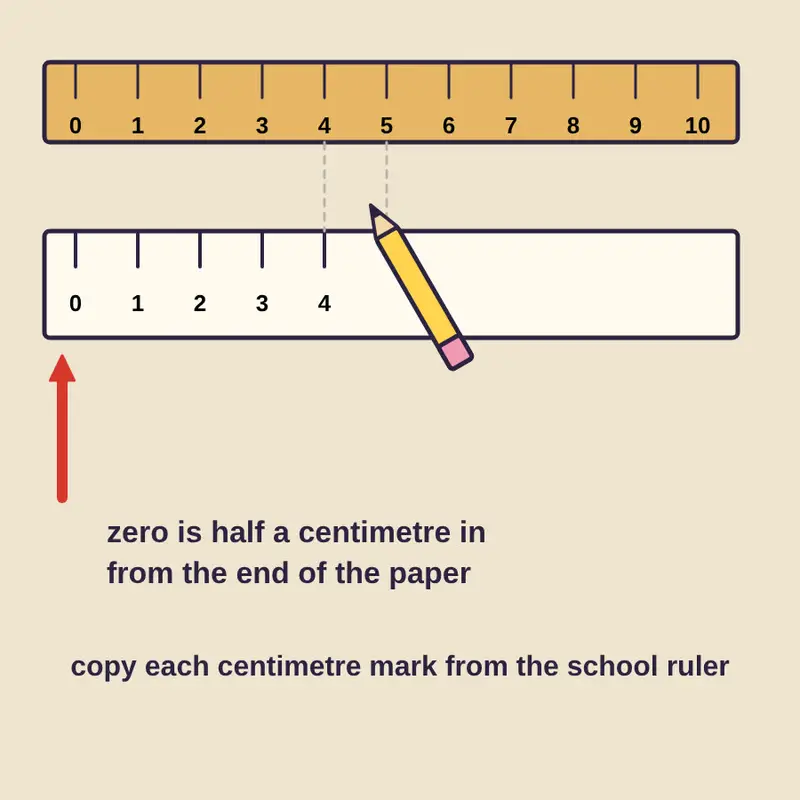 0 1 2 3 4 5 6 7 8 9 10
0 1 2 3 4
zero is half a centimetre in
from the end of the paper
copy each centimetre mark from the school ruler